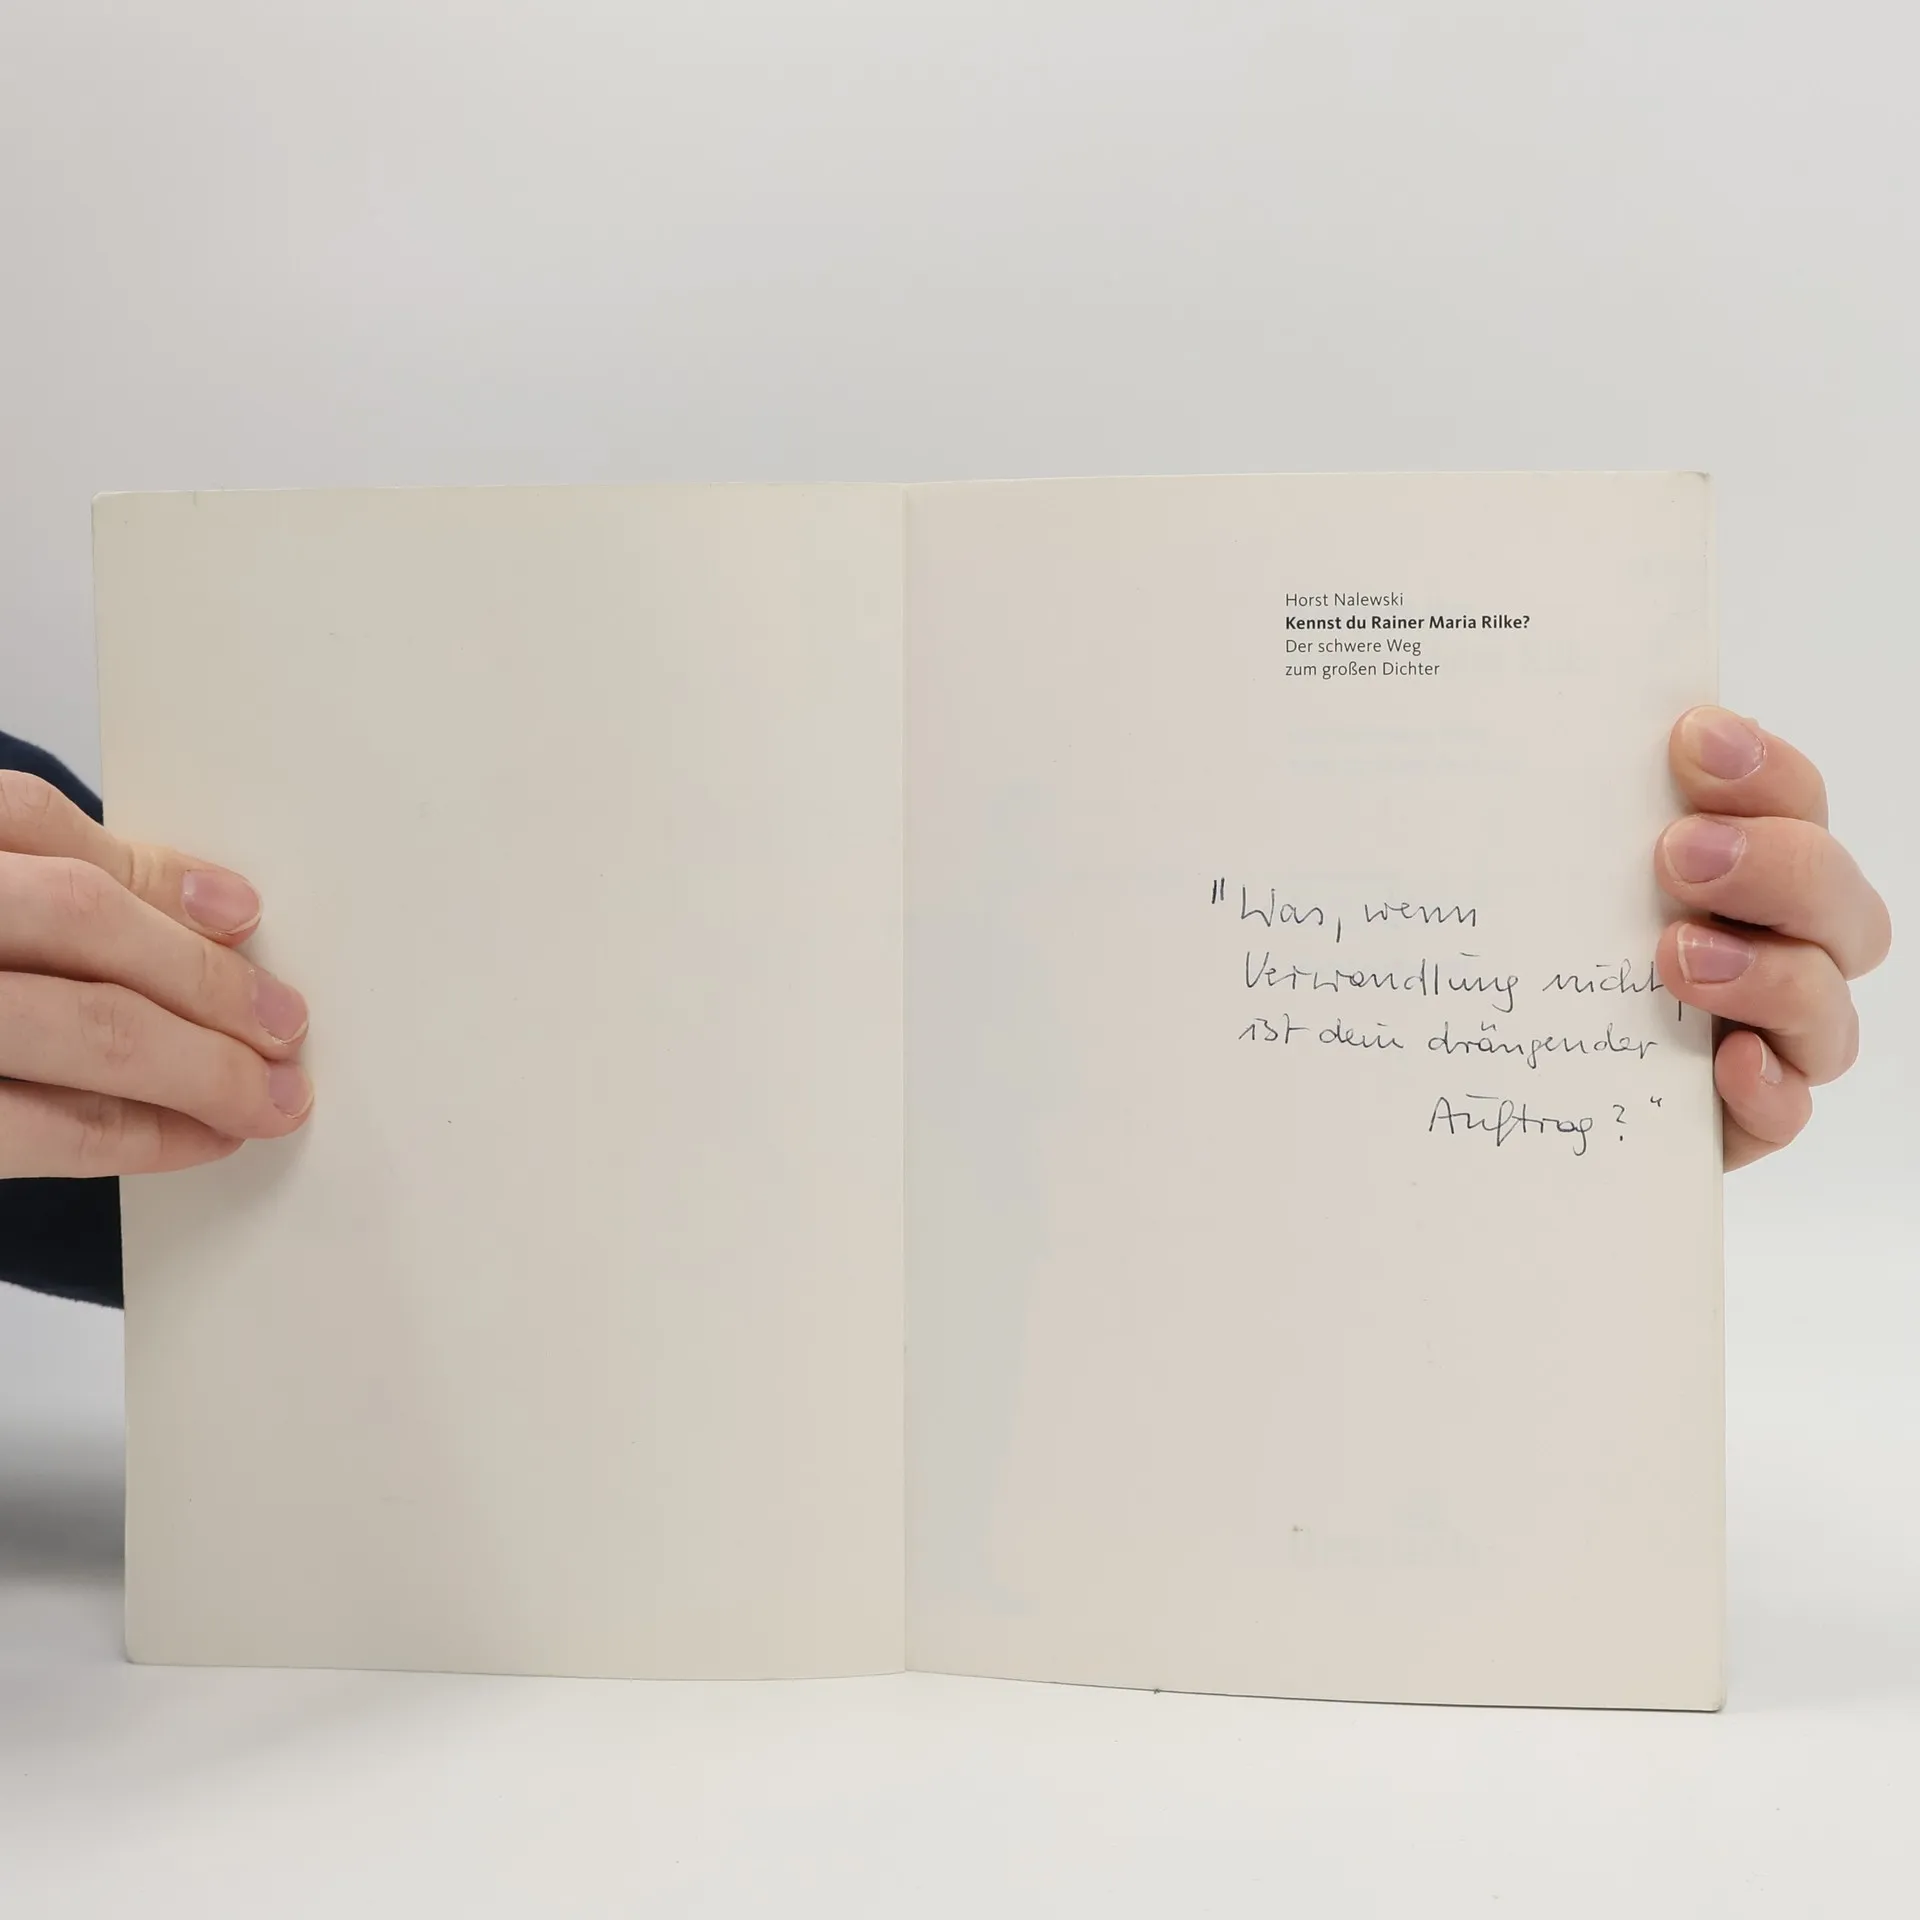 Horst Nalewski
Kennst du Rainer Maria Rilke?
Der schwere Weg
zum großen Dichter
"Was, wenn
Verwandlung nicht,
ist dein drängender
Auftrag?"